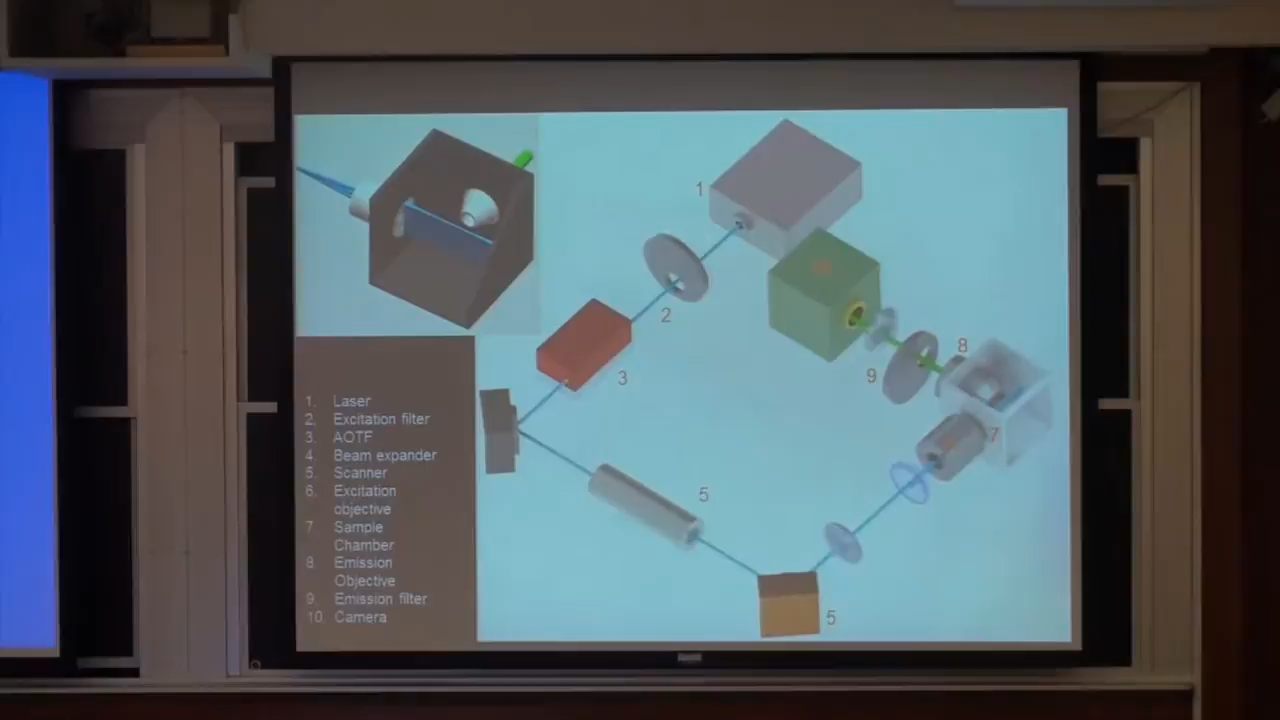 1
2
3
8
9
7
5
5
1. Laser
2. Excitation filter
3. AOTF
4. Beam expander
5. Scanner
6. Excitation
objective
7 Sample
Chamber
8 Emission
Objective
9. Emission filter
10. Camera